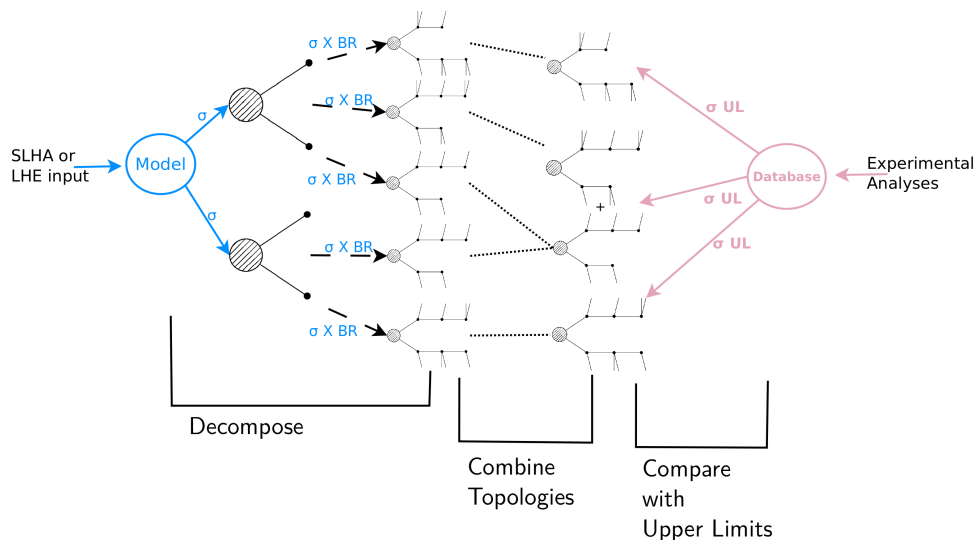 σ X BR
σ X BR
σ UL
σ
SLHA or
LHE input
Model
Experimental
Analyses
Database
σ X BR
σ UL
+
σ
σ UL
σ X BR
σ X BR
Decompose
Combine
Topologies
Compare
with
Upper Limits